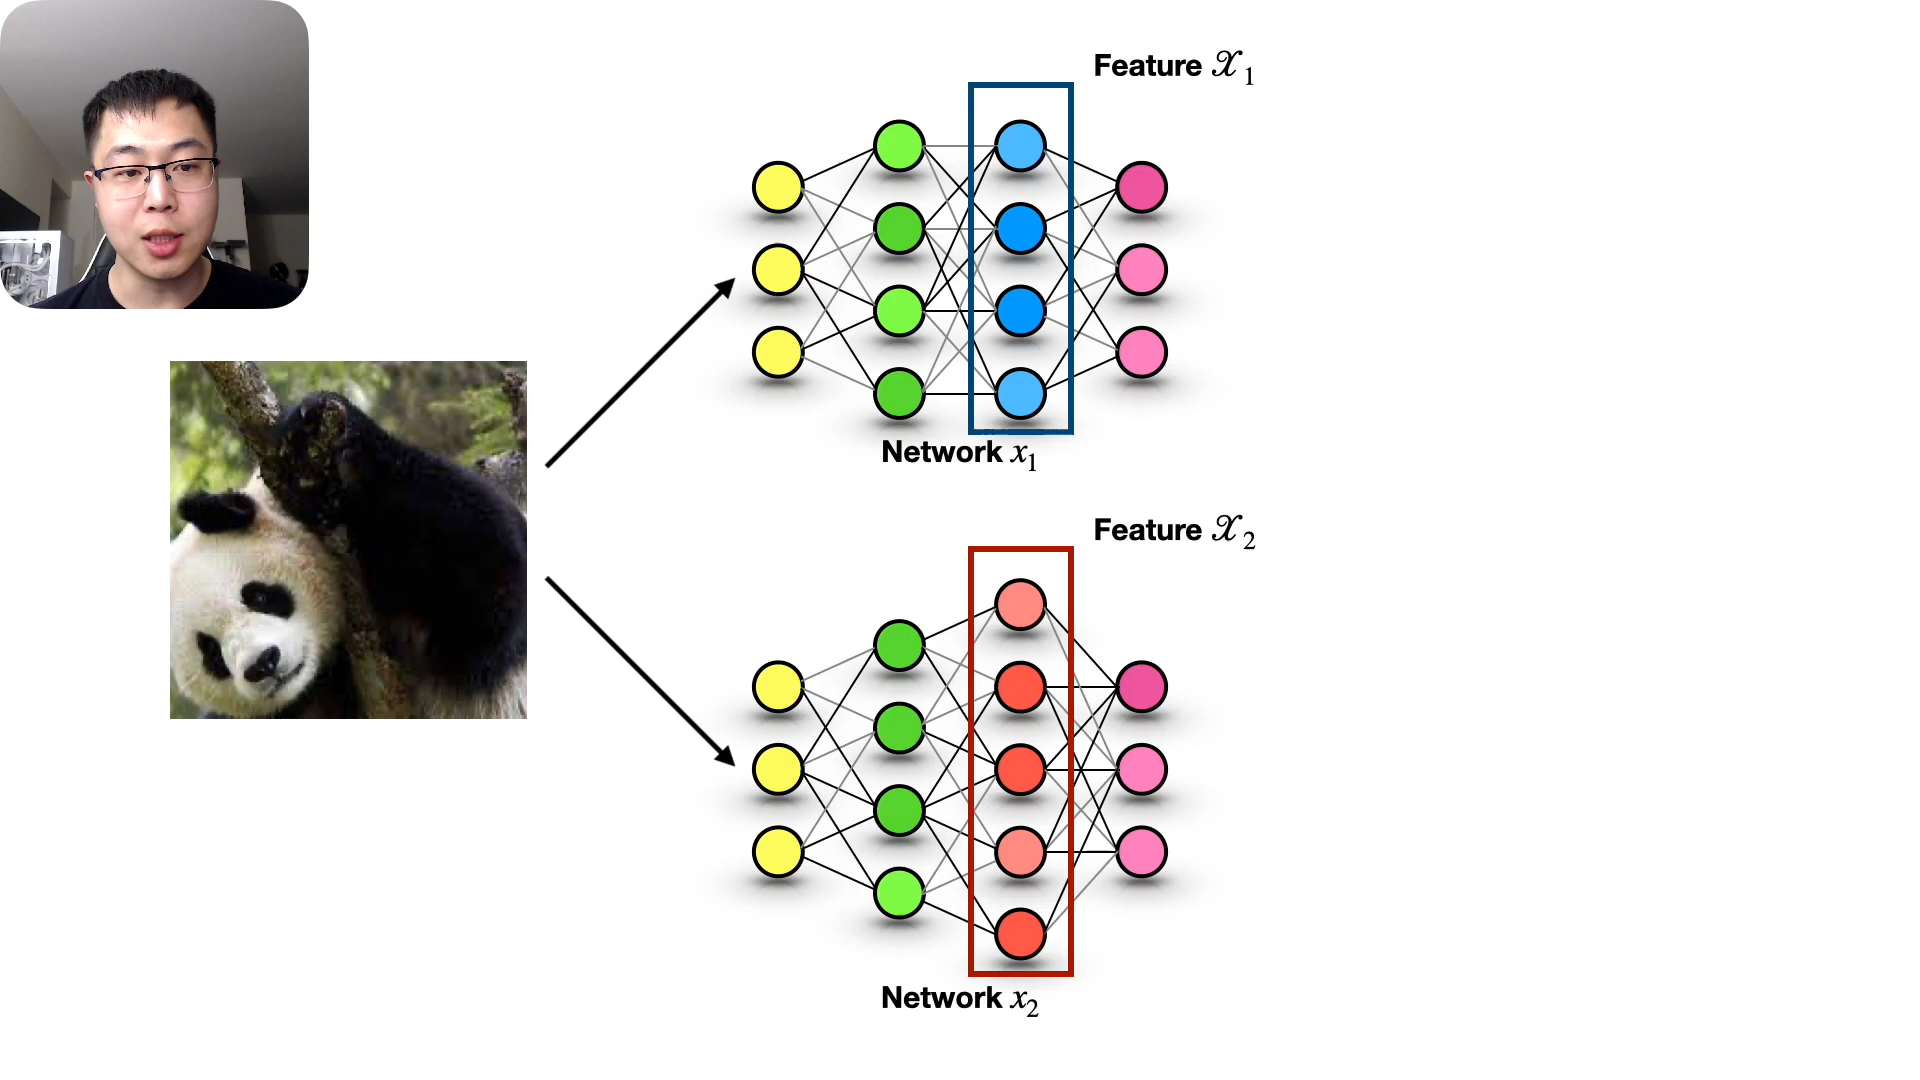 Feature 𝒳₁
Network x₁
Feature 𝒳₂
Network x₂